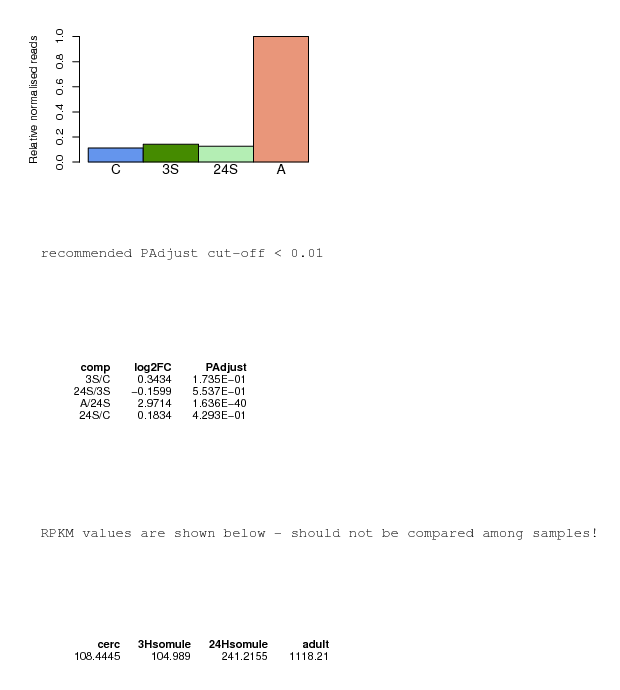 Relative normalised reads
1.0
0.8
0.6
0.4
0.2
0.0
C 3S 24S A
recommended PAdjust cut-off < 0.01
comp log2FC PAdjust
3S/C 0.3434 1.735E-01
24S/3S -0.1599 5.537E-01
A/24S 2.9714 1.636E-40
24S/C 0.1834 4.293E-01
RPKM values are shown below - should not be compared among samples!
cerc 3Hsomule 24Hsomule adult
108.4445 104.989 241.2155 1118.21